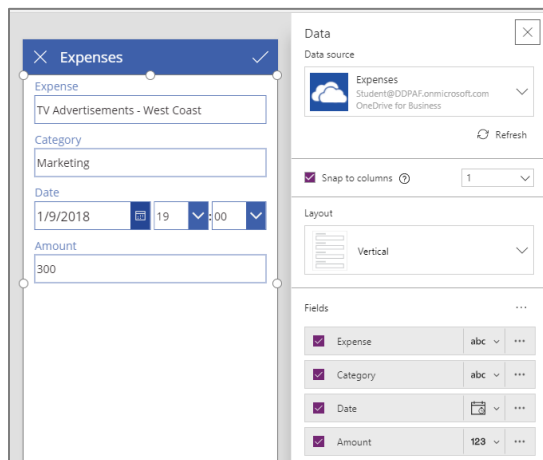 Expenses
Expense
TV Advertisements - West Coast
Category
Marketing
Date
1/9/2018 19 : 00
Amount
300
Data
Data source
Expenses
Student@DDPAF.onmicrosoft.com
OneDrive for Business
Refresh
Snap to columns ? 1
Layout
Vertical
Fields ...
Expense abc ...
Category abc ...
Date ...
Amount 123 ...